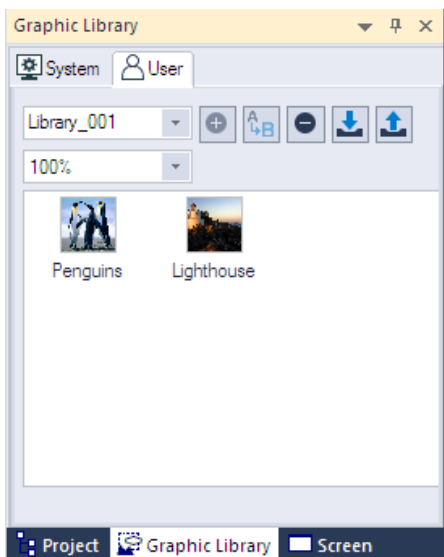 Graphic Library
System User
Library_001
A B
100%
Penguins Lighthouse
Project Graphic Library Screen